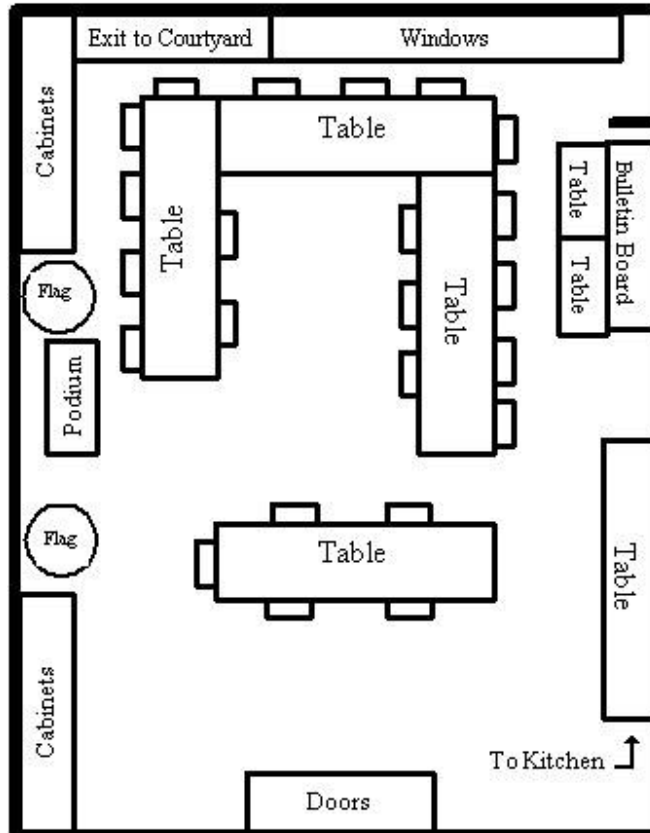 Exit to Courtyard
Windows
Cabinets
Table
Table
Table
Table
Table
Bulletin Board
Flag
Podium
Flag
Table
Table
Cabinets
To Kitchen
Doors